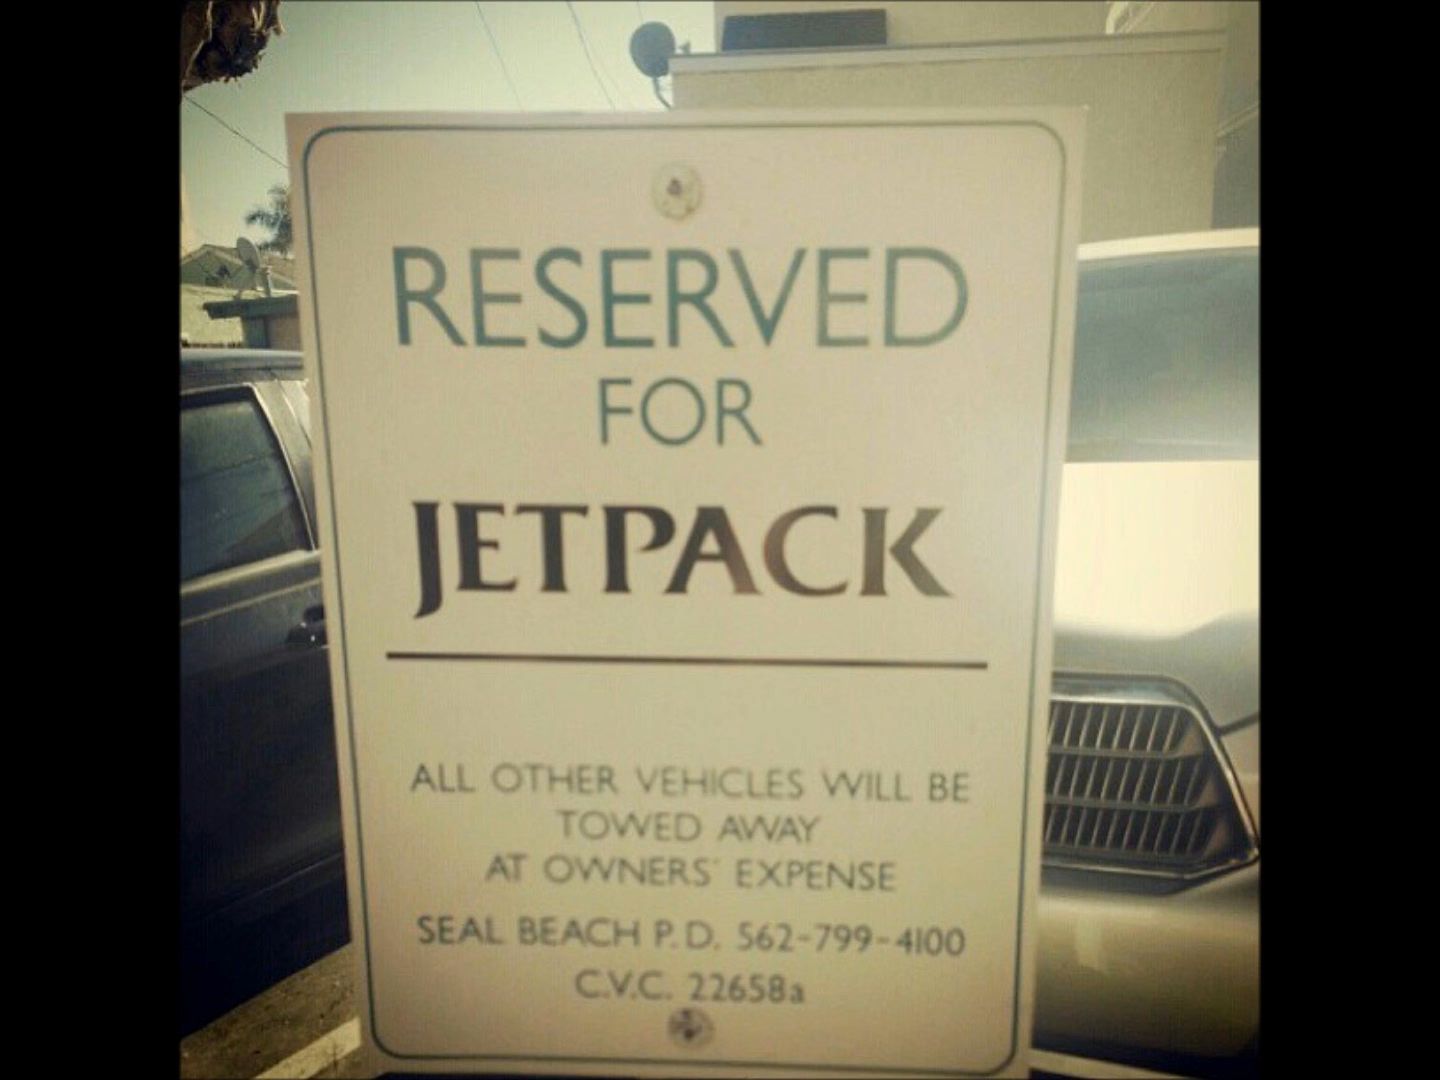 RESERVED
FOR
JETPACK
ALL OTHER VEHICLES WILL BE
TOWED AWAY
AT OWNERS' EXPENSE
SEAL BEACH P.D. 562-799-4100
C.V.C. 22658a